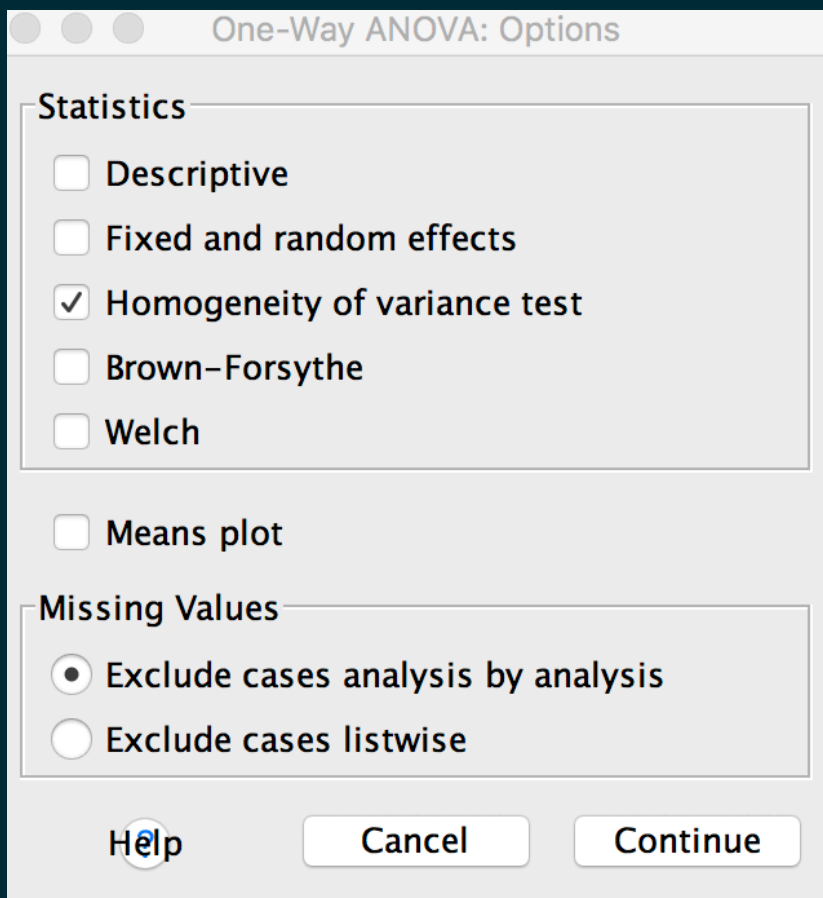 One-Way ANOVA: Options
Statistics
Descriptive
Fixed and random effects
Homogeneity of variance test
Brown-Forsythe
Welch
Means plot
Missing Values
Exclude cases analysis by analysis
Exclude cases listwise
Help Cancel Continue